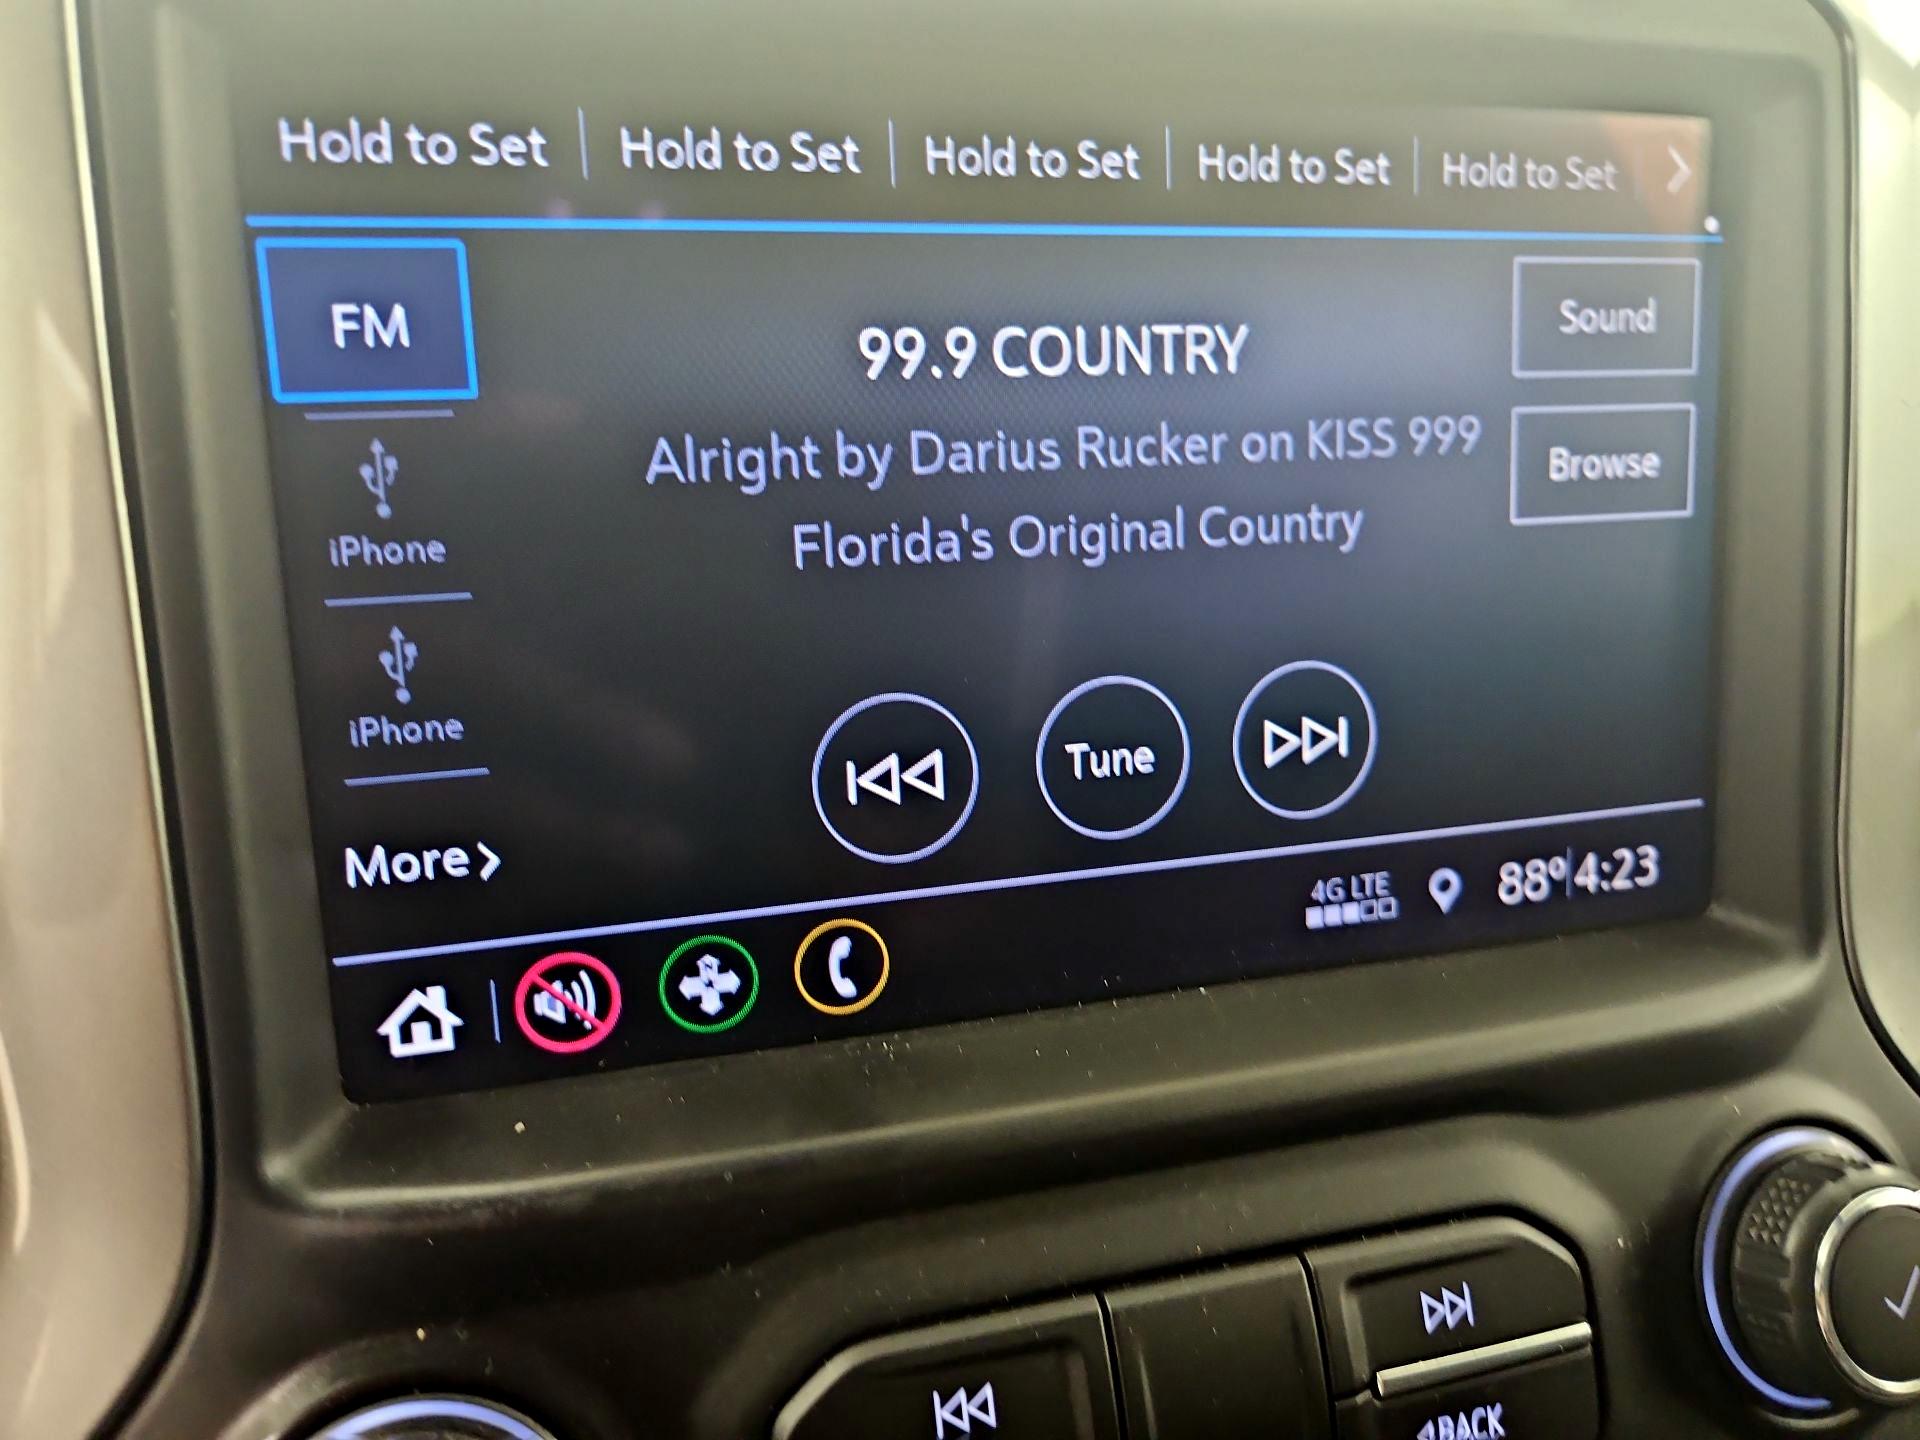 Hold to Set Hold to Set Hold to Set Hold to Set Hold to Set
FM
Sound
99.9 COUNTRY
Alright by Darius Rucker on KISS 999
Browse
Florida's Original Country
iPhone
iPhone
Tune
More
4G LTE
88° 4:23
BACK